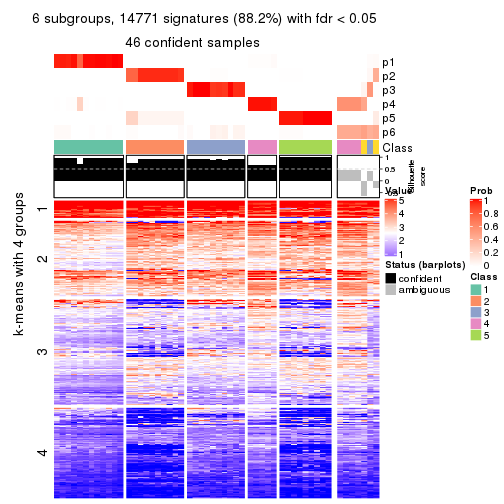 6 subgroups, 14771 signatures (88.2%) with fdr < 0.05
46 confident samples
p1
p2
p3
p4
p5
p6
Class
1
0.5
0
-0.5
Silhouette
score
k-means with 4 groups
1
2
3
4
Value
5
4
3
2
1
Status (barplots)
confident
ambiguous
Prob
1
0.8
0.6
0.4
0.2
0
Class
1
2
3
4
5